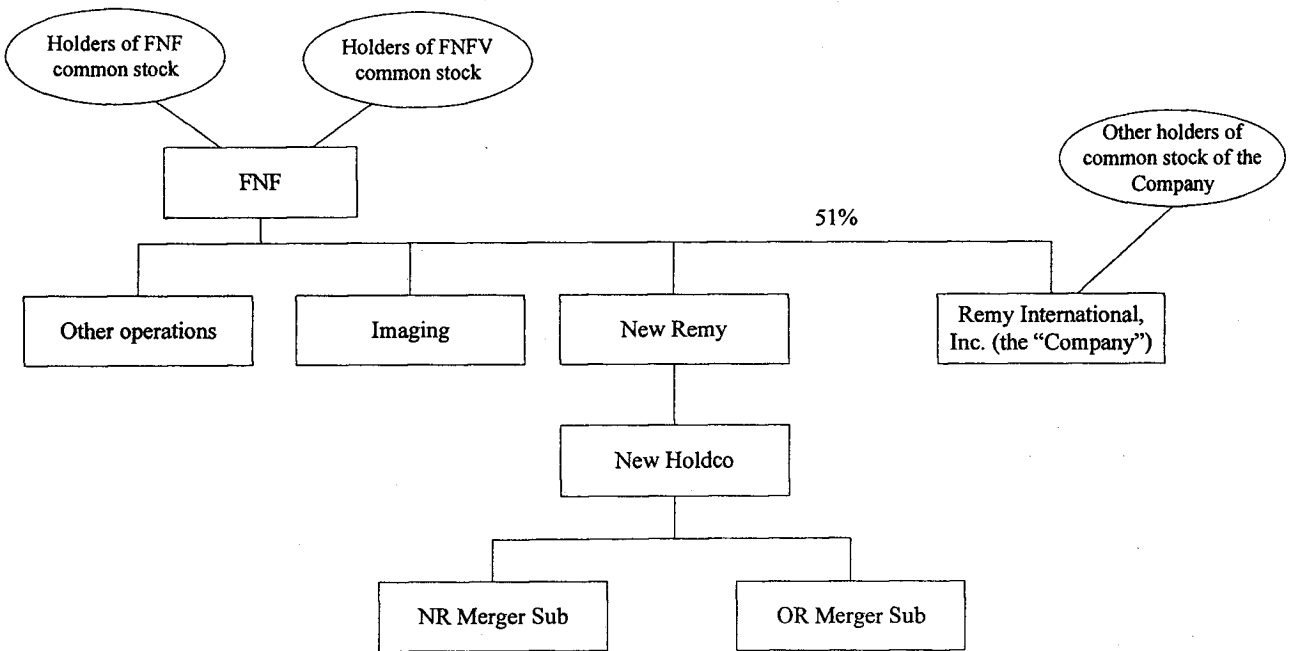 Holders of FNF
common stock
Holders of FNFV
common stock
Other holders of
common stock of the
Company
FNF
51%
Other operations
Imaging
New Remy
Remy International,
Inc. (the “Company”)
New Holdco
NR Merger Sub
OR Merger Sub